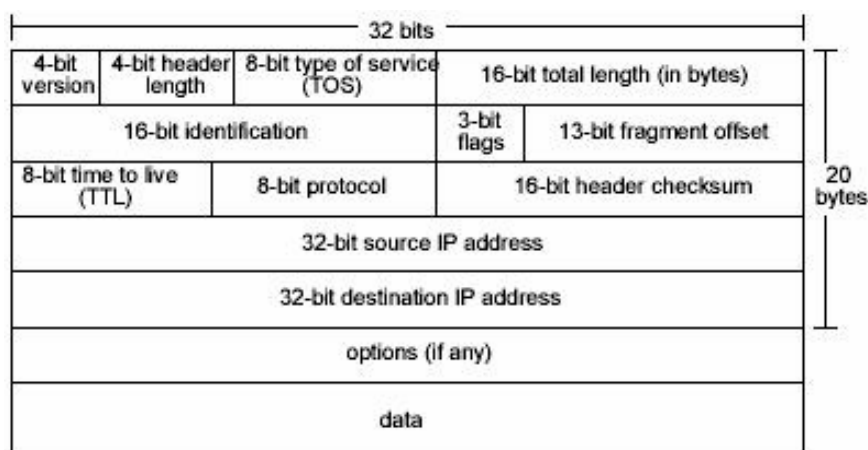 32 bits
4-bit version
4-bit header length
8-bit type of service (TOS)
16-bit total length (in bytes)
16-bit identification
3-bit flags
13-bit fragment offset
8-bit time to live (TTL)
8-bit protocol
16-bit header checksum
20 bytes
32-bit source IP address
32-bit destination IP address
options (if any)
data